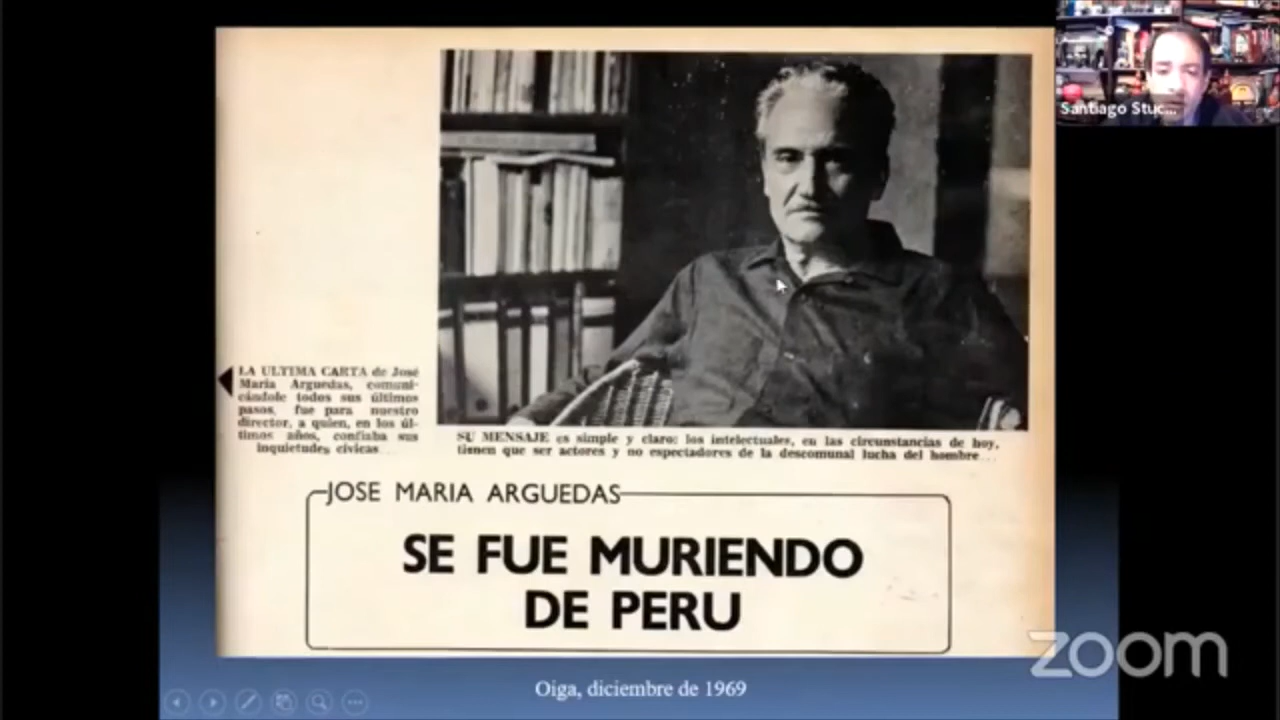 Santiago Stuc...
LA ULTIMA CARTA de José
María Arguedas, comuni-
cándole todos sus últimos
pasos, fue para nuestro
director, a quien, en los úl-
timos años, confiaba sus
inquietudes cívicas...
SU MENSAJE es simple y claro: los intelectuales, en las circunstancias de hoy,
tienen que ser actores y no espectadores de la descomunal lucha del hombre...
JOSE MARIA ARGUEDAS
SE FUE MURIENDO
DE PERU
zoom
Oiga, diciembre de 1969